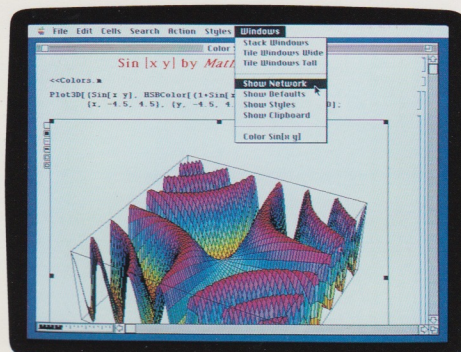 File Edit Cells Search Action Styles Windows
Color S
Stack Windows
Tile Windows Wide
Tile Windows Tall
Show Network
Show Defaults
Show Styles
Show Clipboard
Color Sin[x y]
Sin [x y] by Mat
<<Colors.m
Plot3D[{Sin[x y], HSBColor[(1+Sin[x
{x, -4.5, 4.5}, {y, -4.5, 4 0];